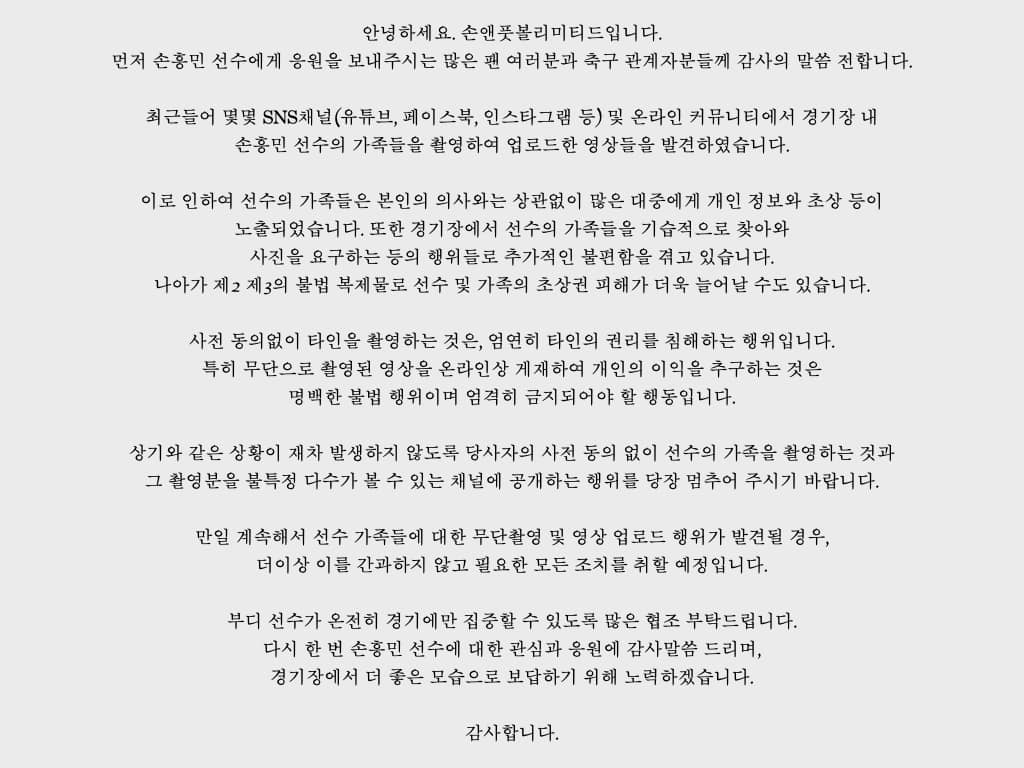 안녕하세요. 손앤풋볼리미티드입니다.
먼저 손흥민 선수에게 응원을 보내주시는 많은 팬 여러분과 축구 관계자분들께 감사의 말씀 전합니다.
최근들어 몇몇 SNS채널(유튜브, 페이스북, 인스타그램 등) 및 온라인 커뮤니티에서 경기장 내
손흥민 선수의 가족들을 촬영하여 업로드한 영상들을 발견하였습니다.
이로 인하여 선수의 가족들은 본인의 의사와는 상관없이 많은 대중에게 개인 정보와 초상 등이
노출되었습니다. 또한 경기장에서 선수의 가족들을 기습적으로 찾아와
사진을 요구하는 등의 행위들로 추가적인 불편함을 겪고 있습니다.
나아가 제2 제3의 불법 복제물로 선수 및 가족의 초상권 피해가 더욱 늘어날 수도 있습니다.
사전 동의없이 타인을 촬영하는 것은, 엄연히 타인의 권리를 침해하는 행위입니다.
특히 무단으로 촬영된 영상을 온라인상 게재하여 개인의 이익을 추구하는 것은
명백한 불법 행위이며 엄격히 금지되어야 할 행동입니다.
상기와 같은 상황이 재차 발생하지 않도록 당사자의 사전 동의 없이 선수의 가족을 촬영하는 것과
그 촬영분을 불특정 다수가 볼 수 있는 채널에 공개하는 행위를 당장 멈추어 주시기 바랍니다.
만일 계속해서 선수 가족들에 대한 무단촬영 및 영상 업로드 행위가 발견될 경우,
더이상 이를 간과하지 않고 필요한 모든 조치를 취할 예정입니다.
부디 선수가 온전히 경기에만 집중할 수 있도록 많은 협조 부탁드립니다.
다시 한 번 손흥민 선수에 대한 관심과 응원에 감사말씀 드리며,
경기장에서 더 좋은 모습으로 보답하기 위해 노력하겠습니다.
감사합니다.